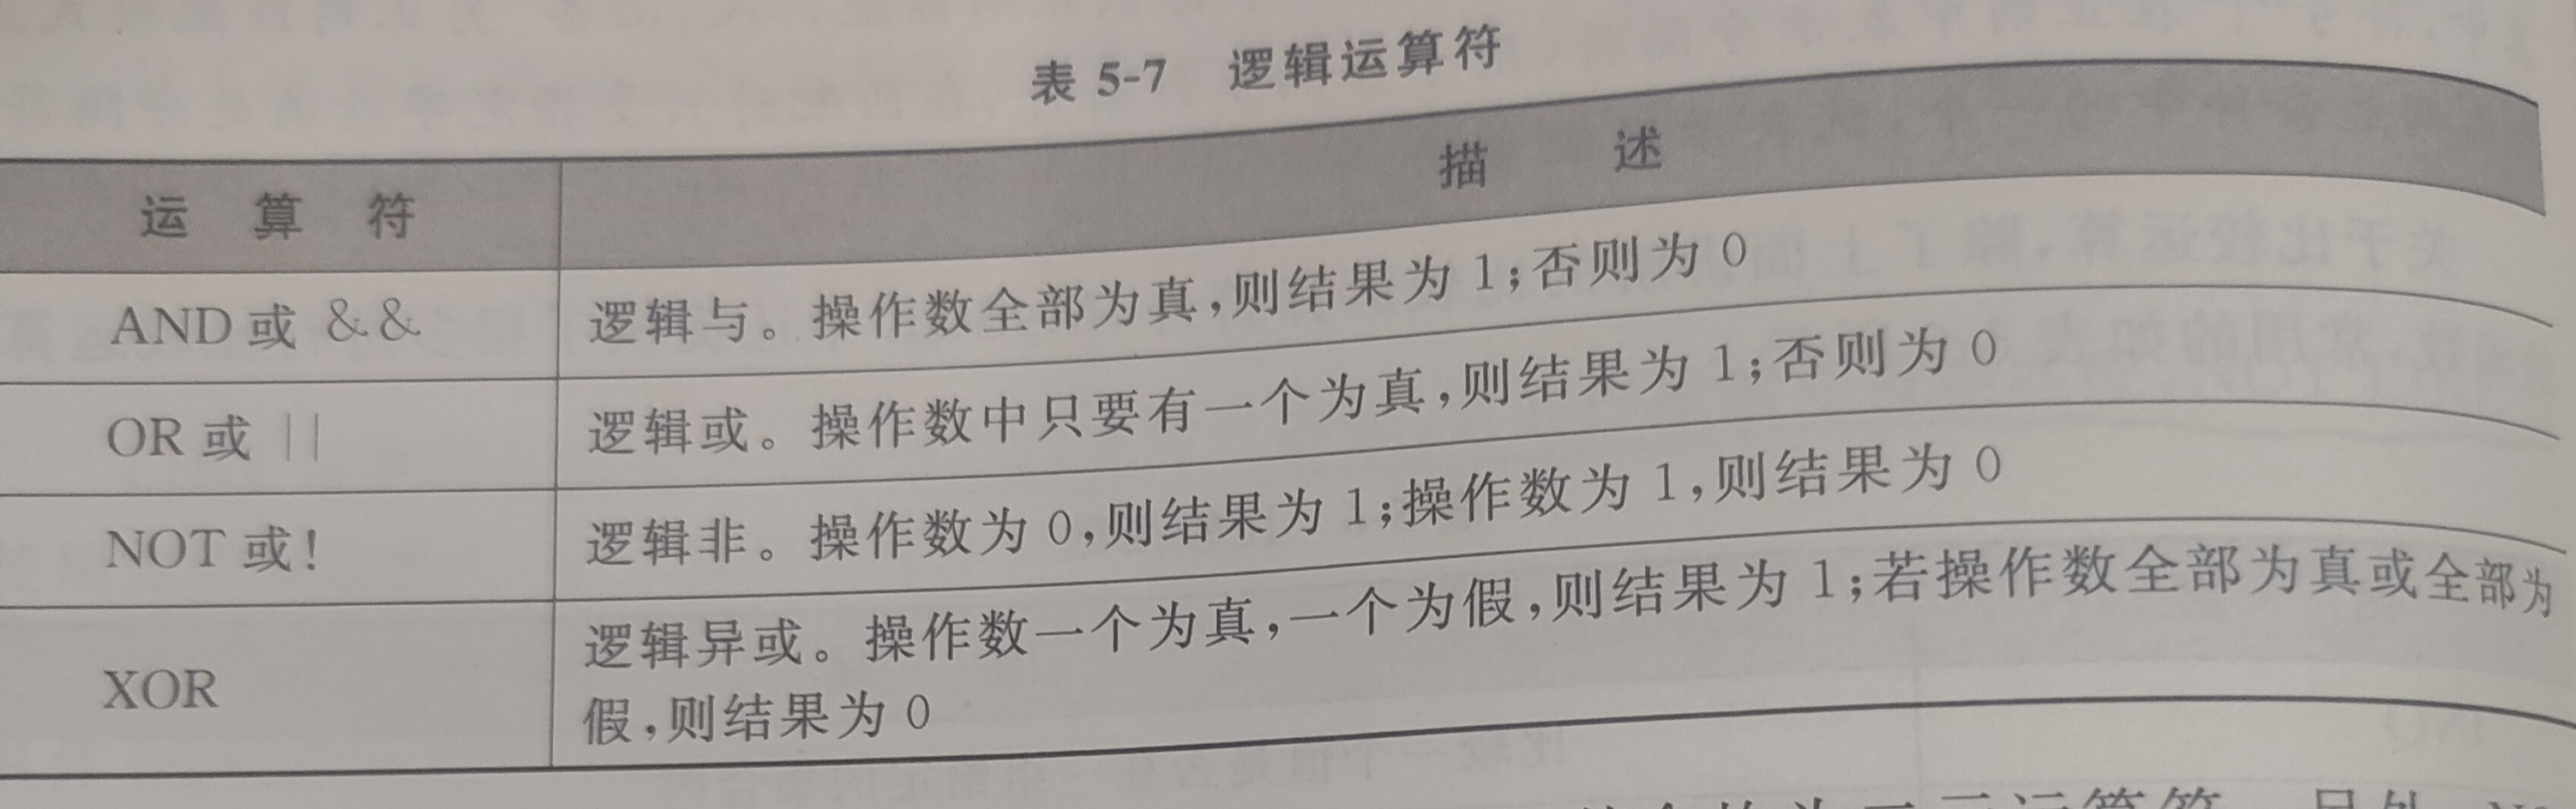 表 5-7 逻辑运算符
运 算 符 描 述
AND 或 && 逻辑与。操作数全部为真,则结果为 1;否则为 0
OR 或 || 逻辑或。操作数中只要有一个为真,则结果为 1;否则为 0
NOT 或! 逻辑非。操作数为 0,则结果为 1;操作数为 1,则结果为 0
XOR 逻辑异或。操作数一个为真,一个为假,则结果为 1;若操作数全部为真或全部为
假,则结果为 0